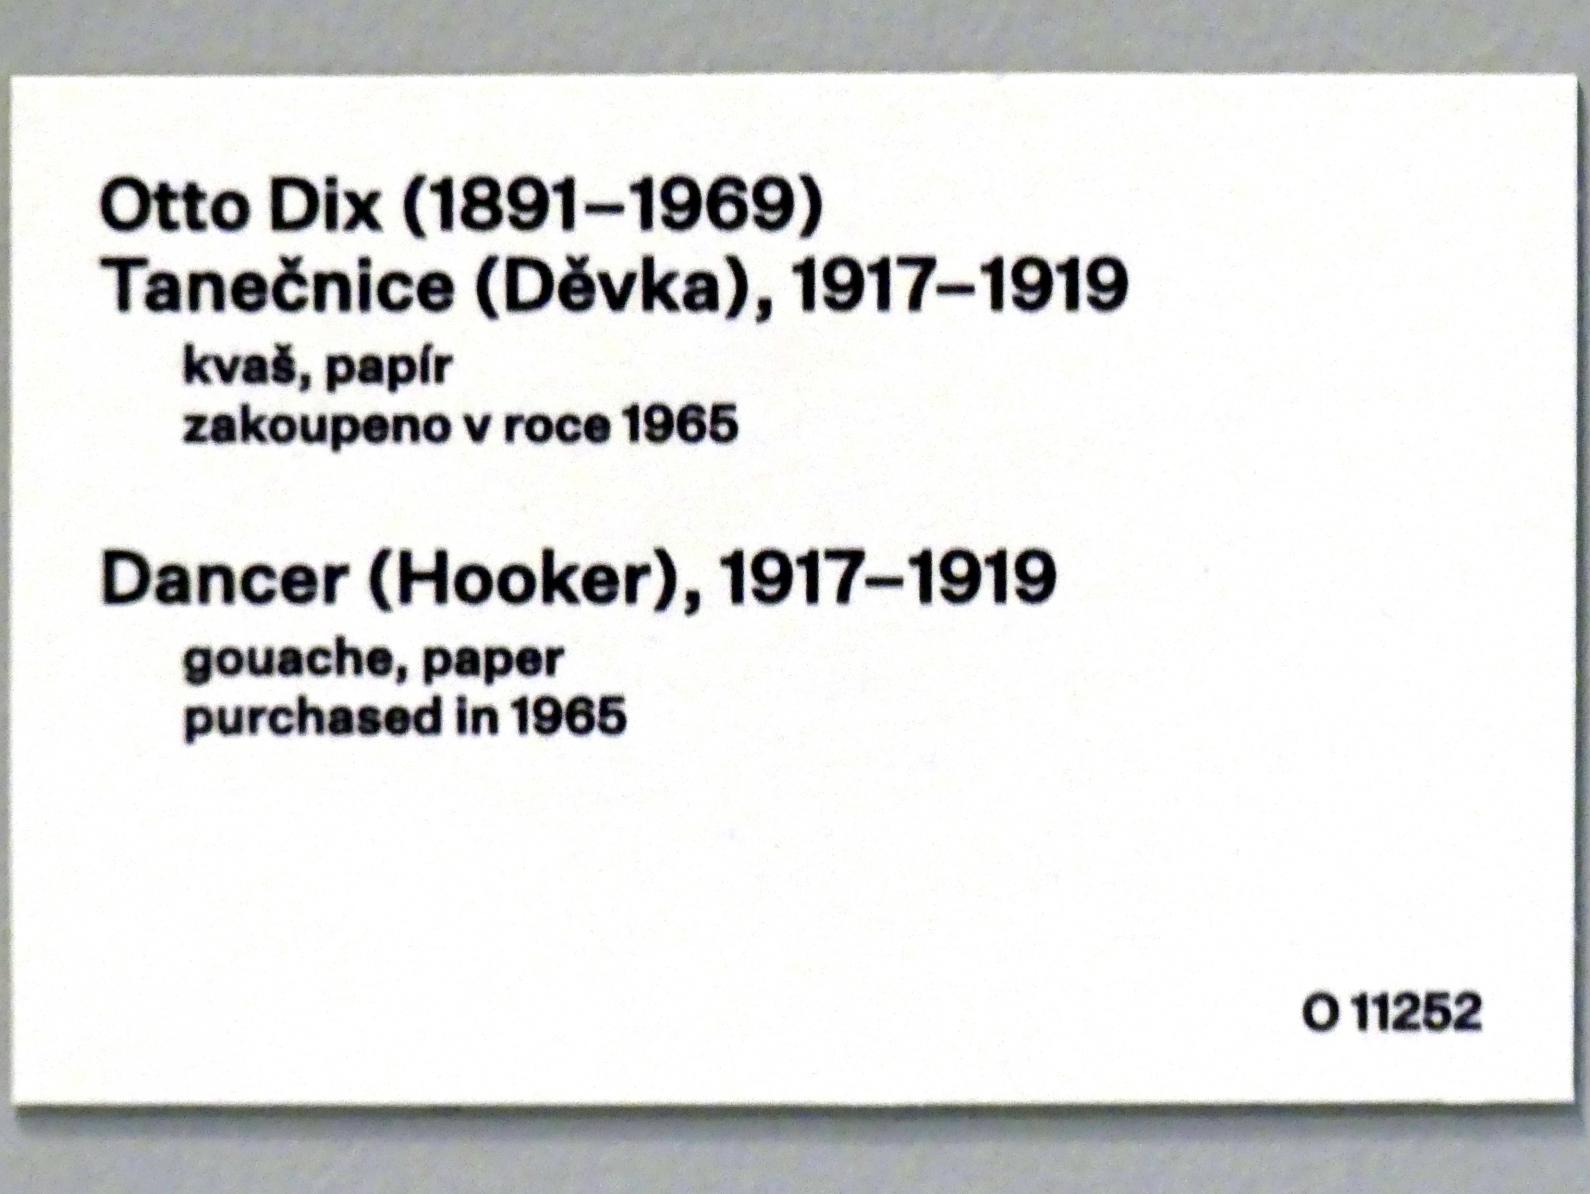 Otto Dix (1891–1969)
Tanečnice (Děvka), 1917–1919
kvaš, papír
zakoupeno v roce 1965
Dancer (Hooker), 1917–1919
gouache, paper
purchased in 1965
O 11252